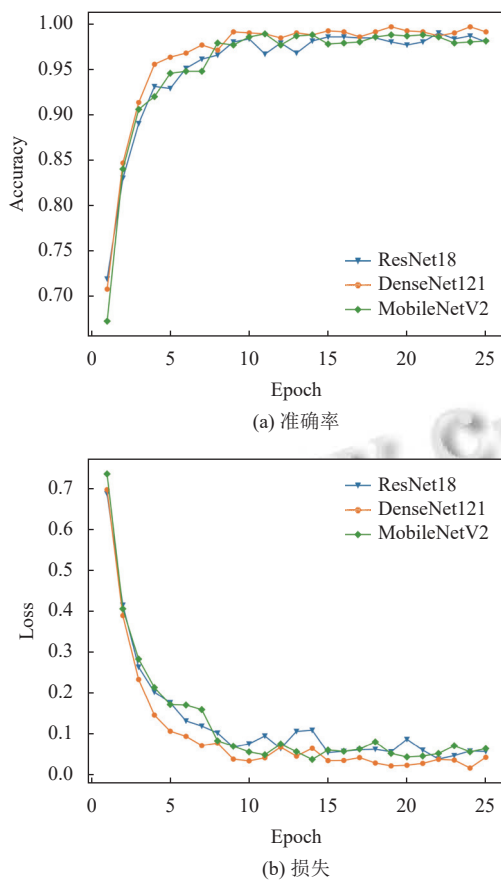 1.00
0.95
0.90
0.85
0.80
0.75
0.70
Accuracy
ResNet18
DenseNet121
MobileNetV2
0 5 10 15 20 25
Epoch
(a) 准确率
0.7
0.6
0.5
0.4
0.3
0.2
0.1
0.0
Loss
ResNet18
DenseNet121
MobileNetV2
0 5 10 15 20 25
Epoch
(b) 损失